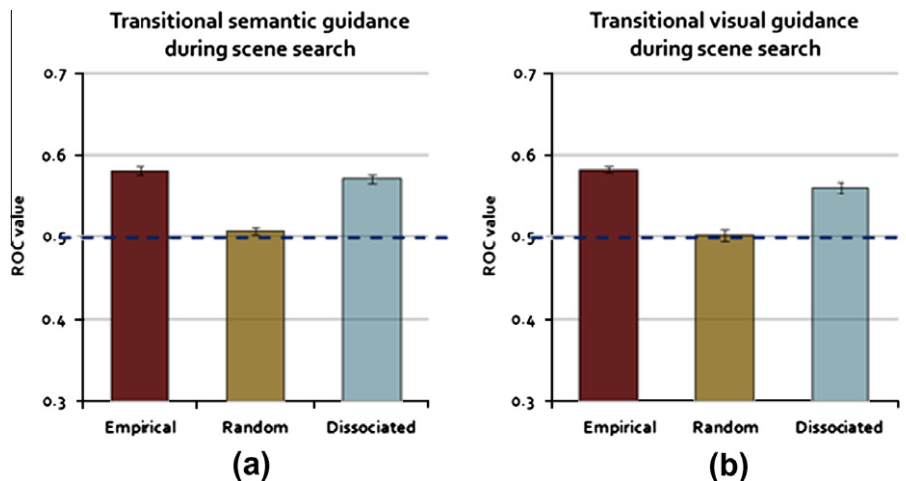 Transitional semantic guidance
during scene search
0.7
0.6
0.5
0.4
0.3
ROC value
Empirical Random Dissociated
(a)
Transitional visual guidance
during scene search
0.7
0.6
0.5
0.4
0.3
ROC value
Empirical Random Dissociated
(b)